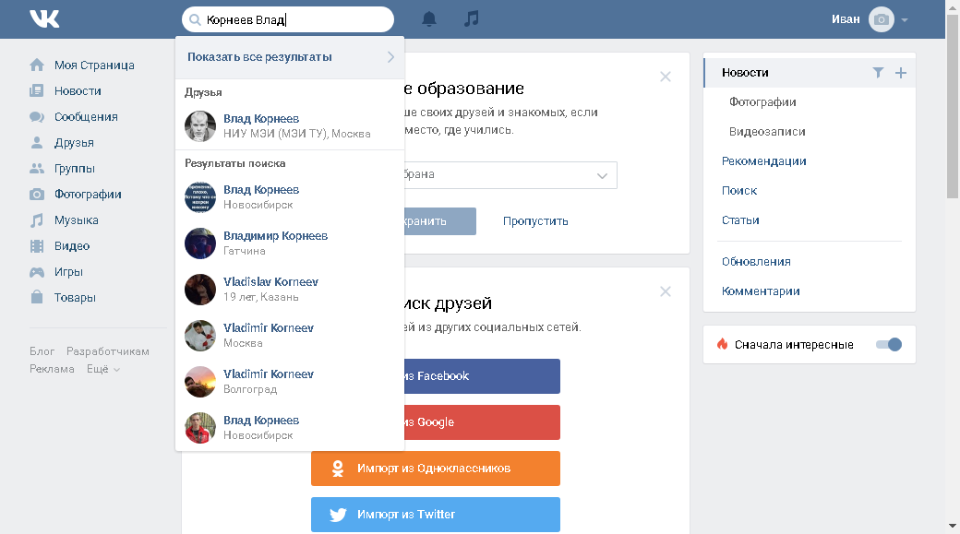 VK
Корнеев Влад
Иван
Моя Страница
Новости
Сообщения
Друзья
Группы
Фотографии
Музыка
Видео
Игры
Товары
Блог Разработчикам
Реклама Ещё
Показать все результаты
Друзья
Влад Корнеев
НИУ МЭИ (МЭИ ТУ), Москва
Результаты поиска
Влад Корнеев
Новосибирск
Владимир Корнеев
Гатчина
Vladislav Korneev
19 лет, Казань
Vladimir Korneev
Москва
Vladimir Korneev
Волгоград
Влад Корнеев
Новосибирск
е образование
ше своих друзей и знакомых, если
место, где учились.
брана
хранить
Пропустить
иск друзей
ей из других социальных сетей.
из Facebook
из Google
Импорт из Одноклассников
Импорт из Twitter
Новости
Фотографии
Видеозаписи
Рекомендации
Поиск
Статьи
Обновления
Комментарии
Сначала интересные